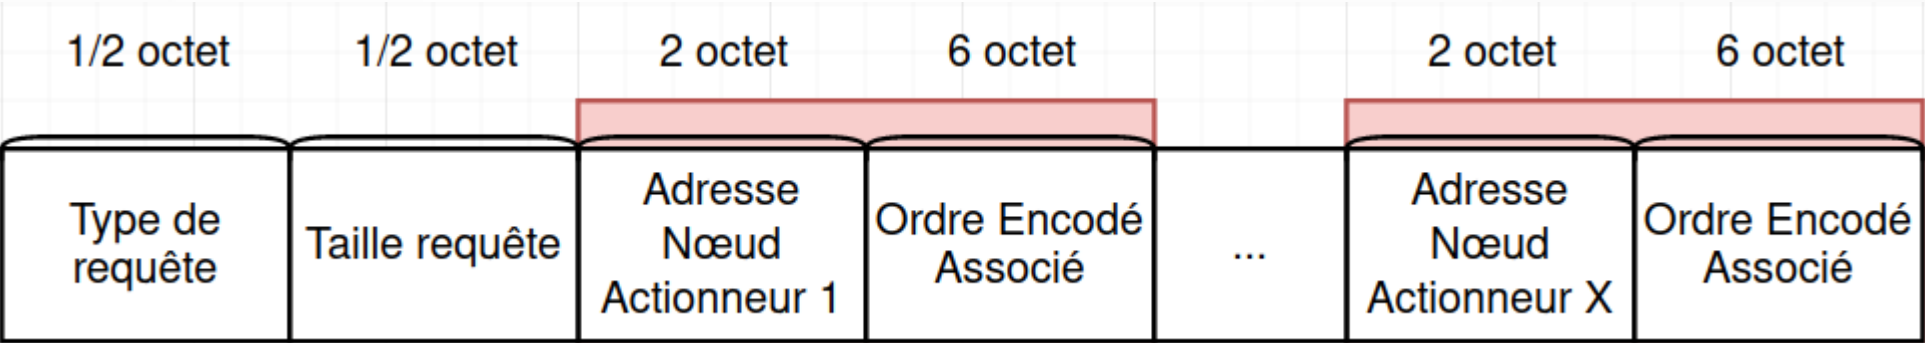 1/2 octet
1/2 octet
2 octet
6 octet
2 octet
6 octet
Type de
requête
Taille requête
Adresse
Nœud
Actionneur 1
Ordre Encodé
Associé
...
Adresse
Nœud
Actionneur X
Ordre Encodé
Associé